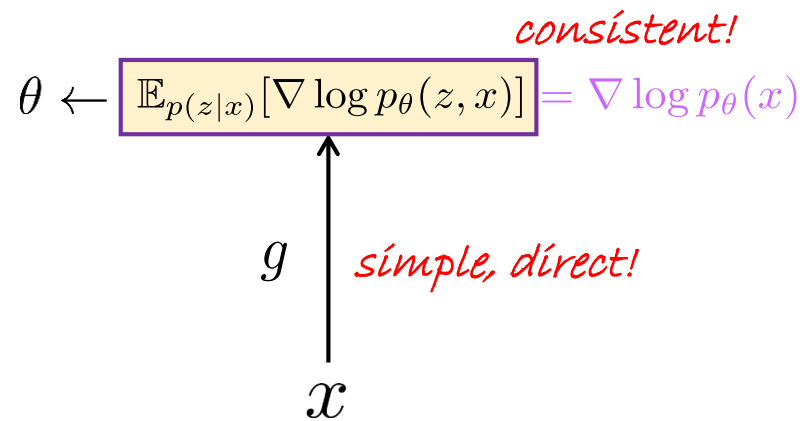 consistent!
θ ← 𝔼_{p(z|x)}[∇ log p_θ(z, x)] = ∇ log p_θ(x)
g simple, direct!
x